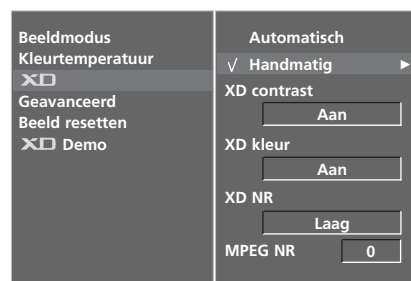 Beeldmodus
Kleurtemperatuur
XD
Geavanceerd
Beeld resetten
XD Demo
Automatisch
√ Handmatig ►
XD contrast
Aan
XD kleur
Aan
XD NR
Laag
MPEG NR 0